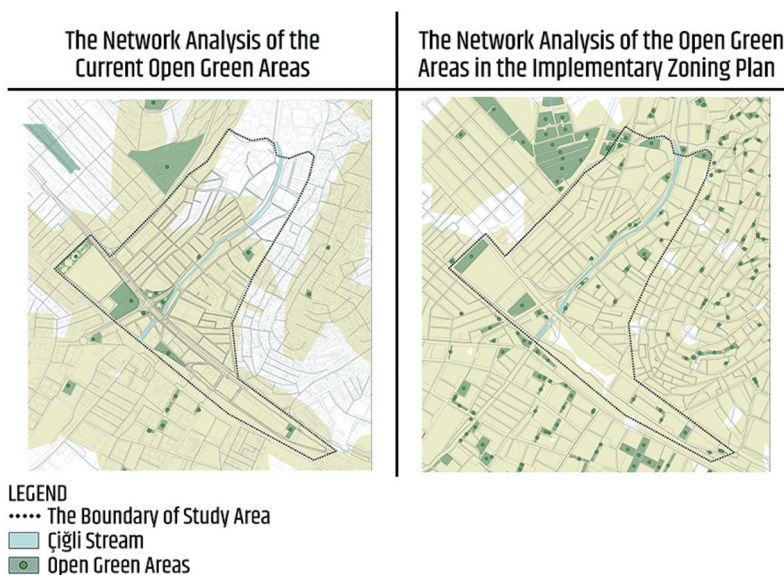 The Network Analysis of the
Current Open Green Areas
The Network Analysis of the Open Green
Areas in the Implementary Zoning Plan
LEGEND
The Boundary of Study Area
Çiğli Stream
Open Green Areas